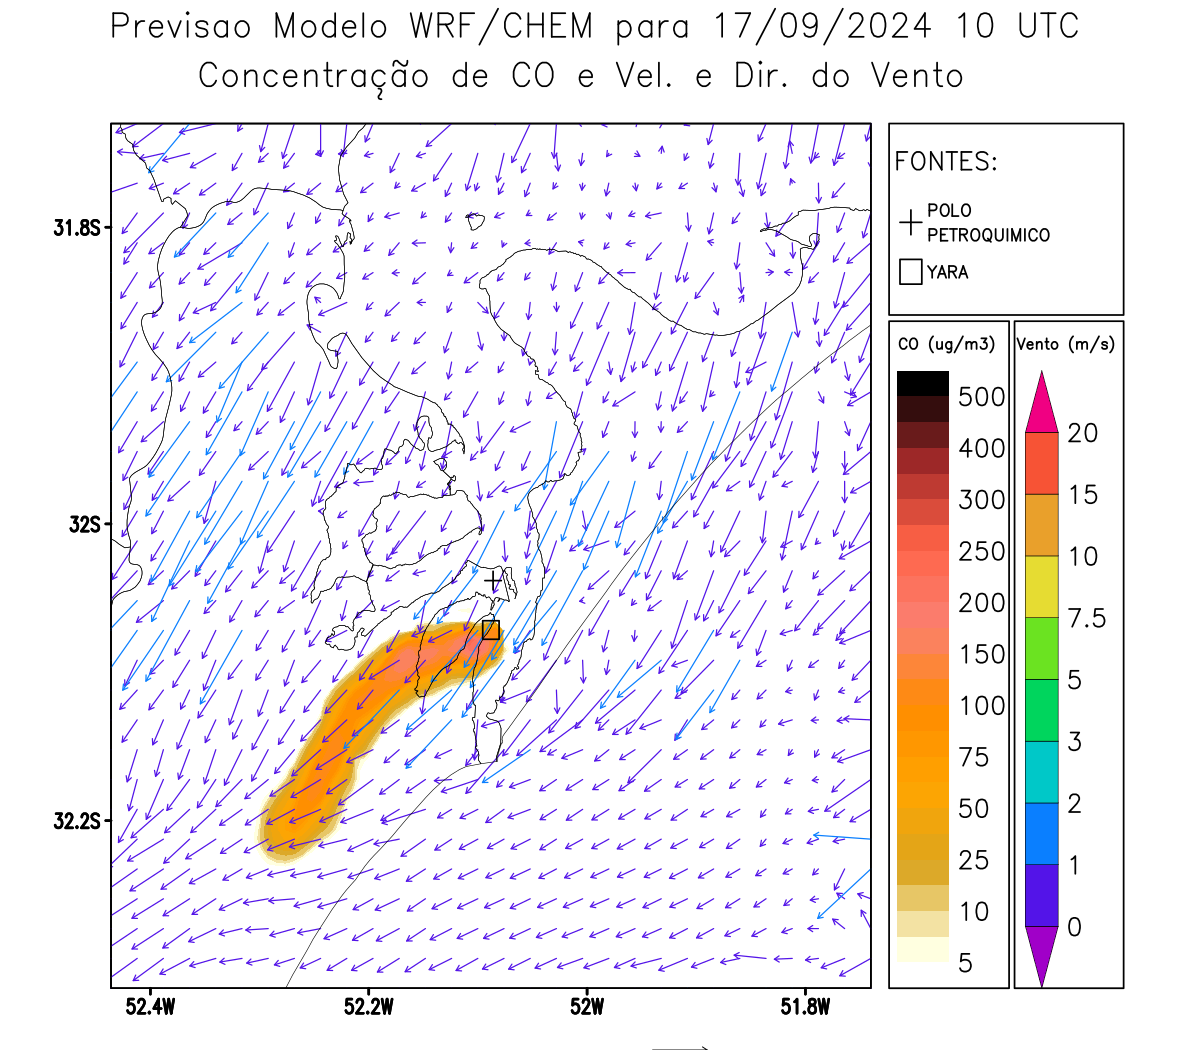 Previsao Modelo WRF/CHEM para 17/09/2024 10 UTC
Concentração de CO e Vel. e Dir. do Vento
FONTES:
POLO
PETROQUIMICO
YARA
CO (ug/m3)
500
400
300
250
200
150
100
75
50
25
10
5
Vento (m/s)
20
15
10
7.5
5
3
2
1
0
31.8S
32S
32.2S
52.4W
52.2W
52W
51.8W